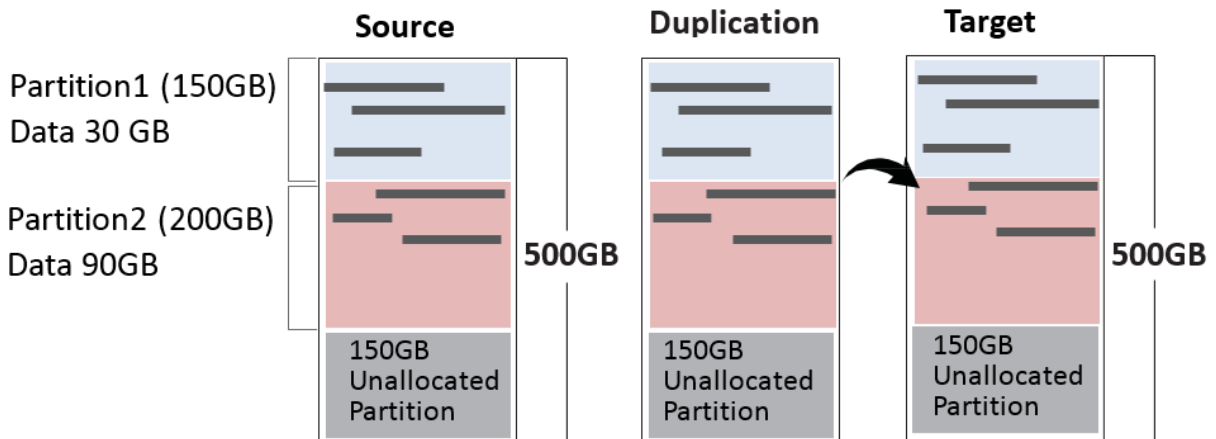 Source
Duplication
Target
Partition1 (150GB)
Data 30 GB
Partition2 (200GB)
Data 90GB
500GB
500GB
150GB
Unallocated
Partition
150GB
Unallocated
Partition
150GB
Unallocated
Partition